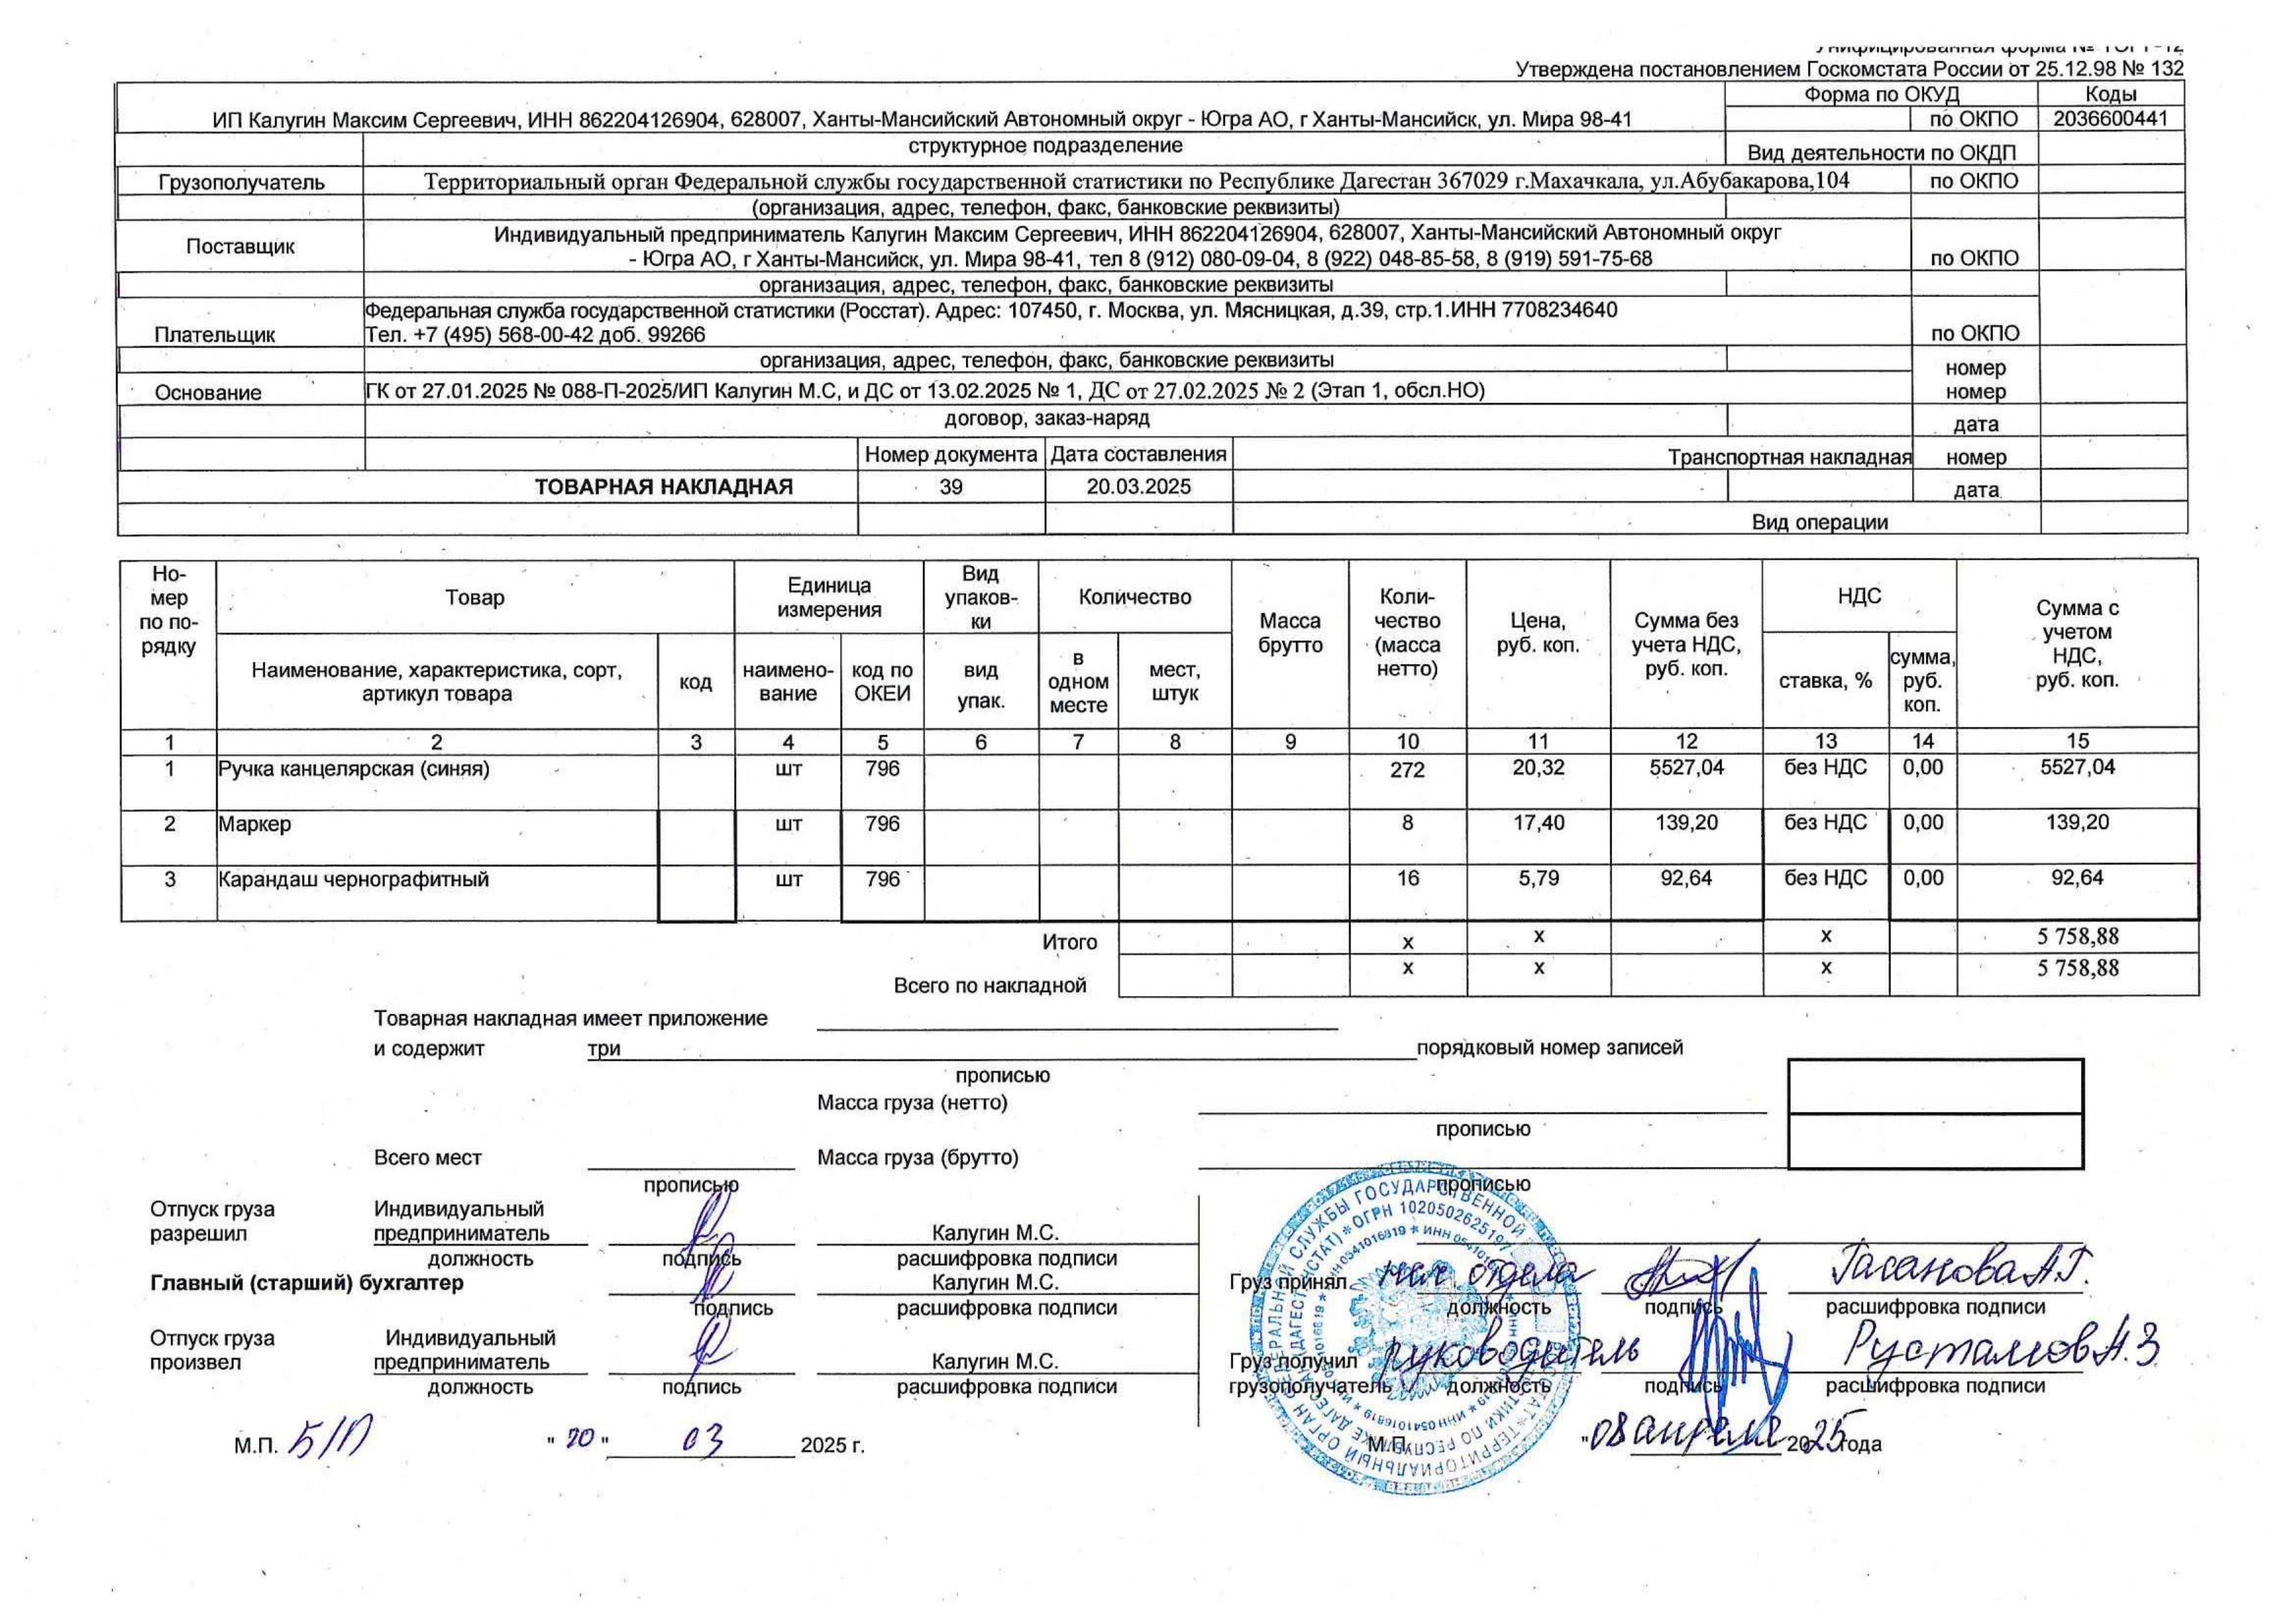 Унифицированная форма № ТОРГ-12
Утверждена постановлением Госкомстата России от 25.12.98 № 132
Форма по ОКУД Коды
ИП Калугин Максим Сергеевич, ИНН 862204126904, 628007, Ханты-Мансийский Автономный округ - Югра АО, г Ханты-Мансийск, ул. Мира 98-41 по ОКПО 2036600441
структурное подразделение Вид деятельности по ОКДП
Грузополучатель Территориальный орган Федеральной службы государственной статистики по Республике Дагестан 367029 г.Махачкала, ул.Абубакарова,104 по ОКПО
(организация, адрес, телефон, факс, банковские реквизиты)
Поставщик Индивидуальный предприниматель Калугин Максим Сергеевич, ИНН 862204126904, 628007, Ханты-Мансийский Автономный округ
- Югра АО, г Ханты-Мансийск, ул. Мира 98-41, тел 8 (912) 080-09-04, 8 (922) 048-85-58, 8 (919) 591-75-68 по ОКПО
организация, адрес, телефон, факс, банковские реквизиты
Федеральная служба государственной статистики (Росстат). Адрес: 107450, г. Москва, ул. Мясницкая, д.39, стр.1.ИНН 7708234640
Плательщик Тел. +7 (495) 568-00-42 доб. 99266 по ОКПО
организация, адрес, телефон, факс, банковские реквизиты номер
Основание ГК от 27.01.2025 № 088-П-2025/ИП Калугин М.С, и ДС от 13.02.2025 № 1, ДС от 27.02.2025 № 2 (Этап 1, обсл.НО) номер
договор, заказ-наряд дата
Номер документа Дата составления Транспортная накладная номер
ТОВАРНАЯ НАКЛАДНАЯ 39 20.03.2025 дата
Вид операции
Но-мер по по-рядку Товар Единица измерения Вид упаков-ки Количество Масса брутто Коли-чество (масса нетто) Цена, руб. коп. Сумма без учета НДС, руб. коп. НДС Сумма с учетом НДС, руб. коп.
Наименование, характеристика, сорт, артикул товара код наимено-вание код по ОКЕИ вид упак. в одном месте мест, штук ставка, % сумма, руб. коп.
1 2 3 4 5 6 7 8 9 10 11 12 13 14 15
1 Ручка канцелярская (синяя) шт 796 272 20,32 5527,04 без НДС 0,00 5527,04
2 Маркер шт 796 8 17,40 139,20 без НДС 0,00 139,20
3 Карандаш чернографитный шт 796 16 5,79 92,64 без НДС 0,00 92,64
Итого х х х 5 758,88
Всего по накладной х х х 5 758,88
Товарная накладная имеет приложение
и содержит три порядковый номер записей
прописью
Масса груза (нетто)
прописью
Всего мест Масса груза (брутто)
прописью прописью
Отпуск груза разрешил Индивидуальный предприниматель Калугин М.С.
должность подпись расшифровка подписи
Главный (старший) бухгалтер Калугин М.С.
подпись расшифровка подписи
Груз принял нач отдела Гасанова А.Г.
должность подпись расшифровка подписи
Отпуск груза произвел Индивидуальный предприниматель Калугин М.С.
должность подпись расшифровка подписи
Груз получил грузополучатель руководитель Рустамов А.З
должность подпись расшифровка подписи
М.П. Б/П " 20 " 03 2025 г.
М.П. "08 апреля 2025 года
ТЕРРИТОРИАЛЬНЫЙ ОРГАН ФЕДЕРАЛЬНОЙ СЛУЖБЫ ГОСУДАРСТВЕННОЙ СТАТИСТИКИ ПО РЕСПУБЛИКЕ ДАГЕСТАН
(ДАГЕСТАНСТАТ) * ОГРН 1020502625197
ИНН 0541016819